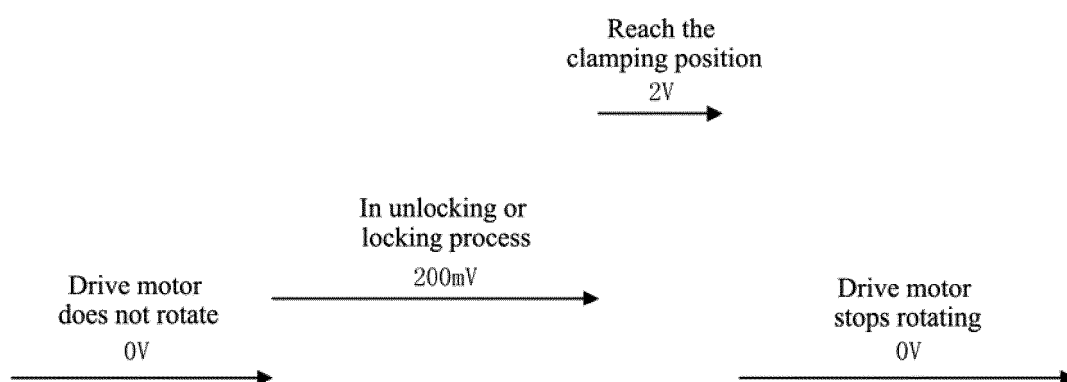 Reach the
clamping position
2V
In unlocking or
locking process
200mV
Drive motor
does not rotate
0V
Drive motor
stops rotating
0V